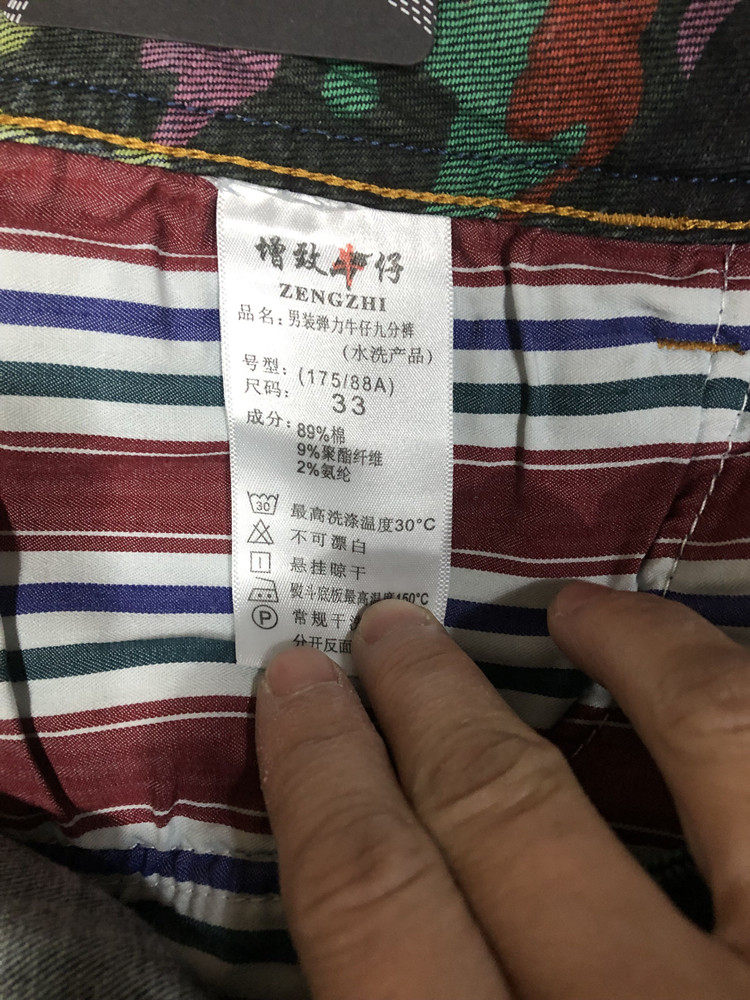 增致牛仔
ZENGZHI
品名：男装弹力牛仔九分裤
（水洗产品）
号型：(175/88A)
尺码： 33
成分：89%棉
9%聚酯纤维
2%氨纶
30 最高洗涤温度30°C
不可漂白
悬挂晾干
熨斗底板最高温度150°C
P 常规干洗
分开反面